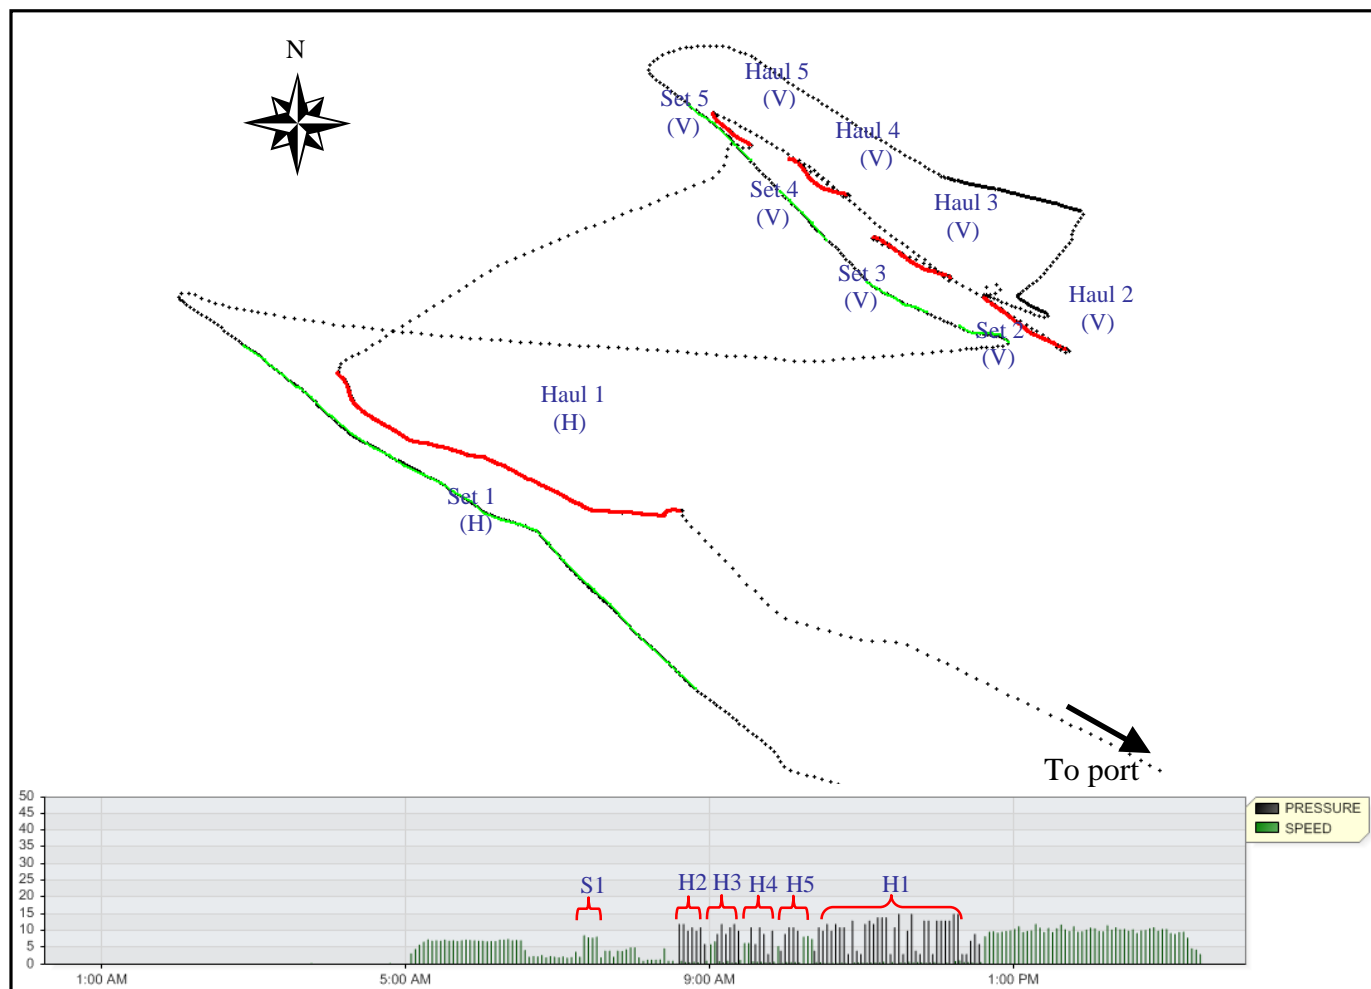 N
Haul 5
(V)
Set 5
(V)
Haul 4
(V)
Set 4
(V)
Haul 3
(V)
Set 3
(V)
Haul 2
(V)
Set 2
(V)
Haul 1
(H)
Set 1
(H)
To port
50
45
40
35
30
25
20
15
10
5
0
PRESSURE
SPEED
S1
H2
H3
H4
H5
H1
1:00 AM
5:00 AM
9:00 AM
1:00 PM